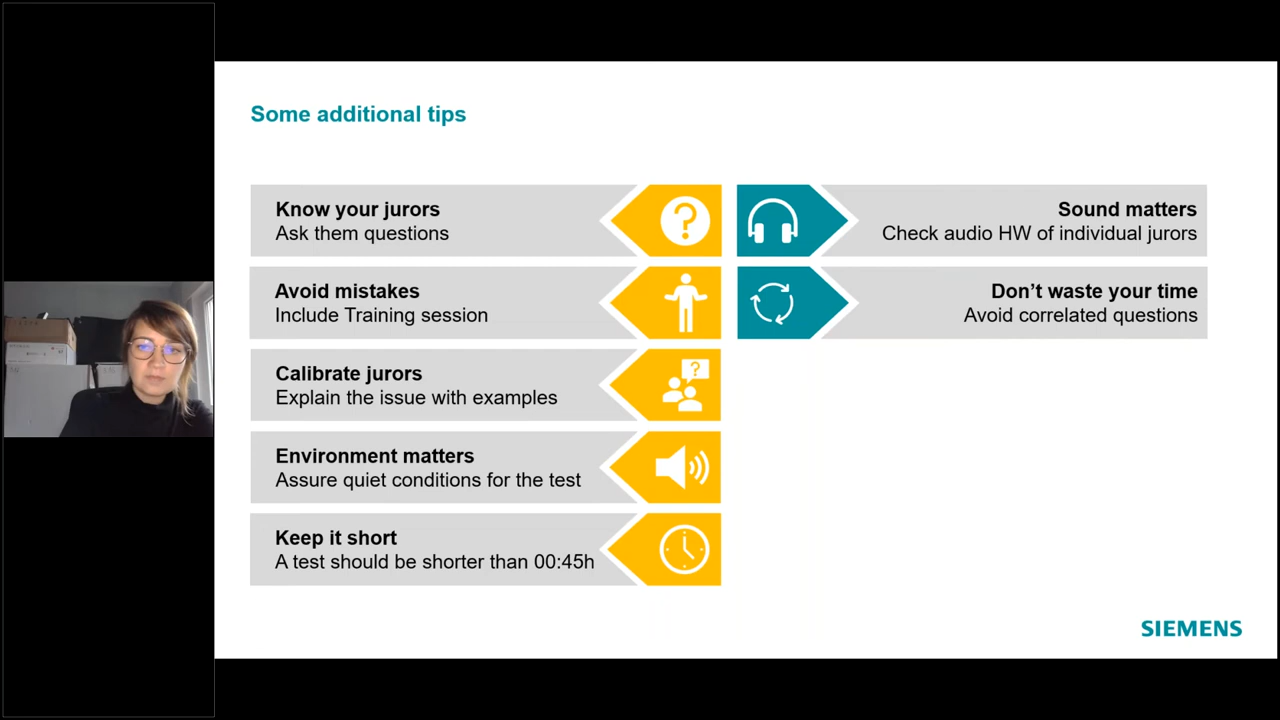 Some additional tips
Know your jurors
Ask them questions
Avoid mistakes
Include Training session
Calibrate jurors
Explain the issue with examples
Environment matters
Assure quiet conditions for the test
Keep it short
A test should be shorter than 00:45h
Sound matters
Check audio HW of individual jurors
Don't waste your time
Avoid correlated questions
SIEMENS